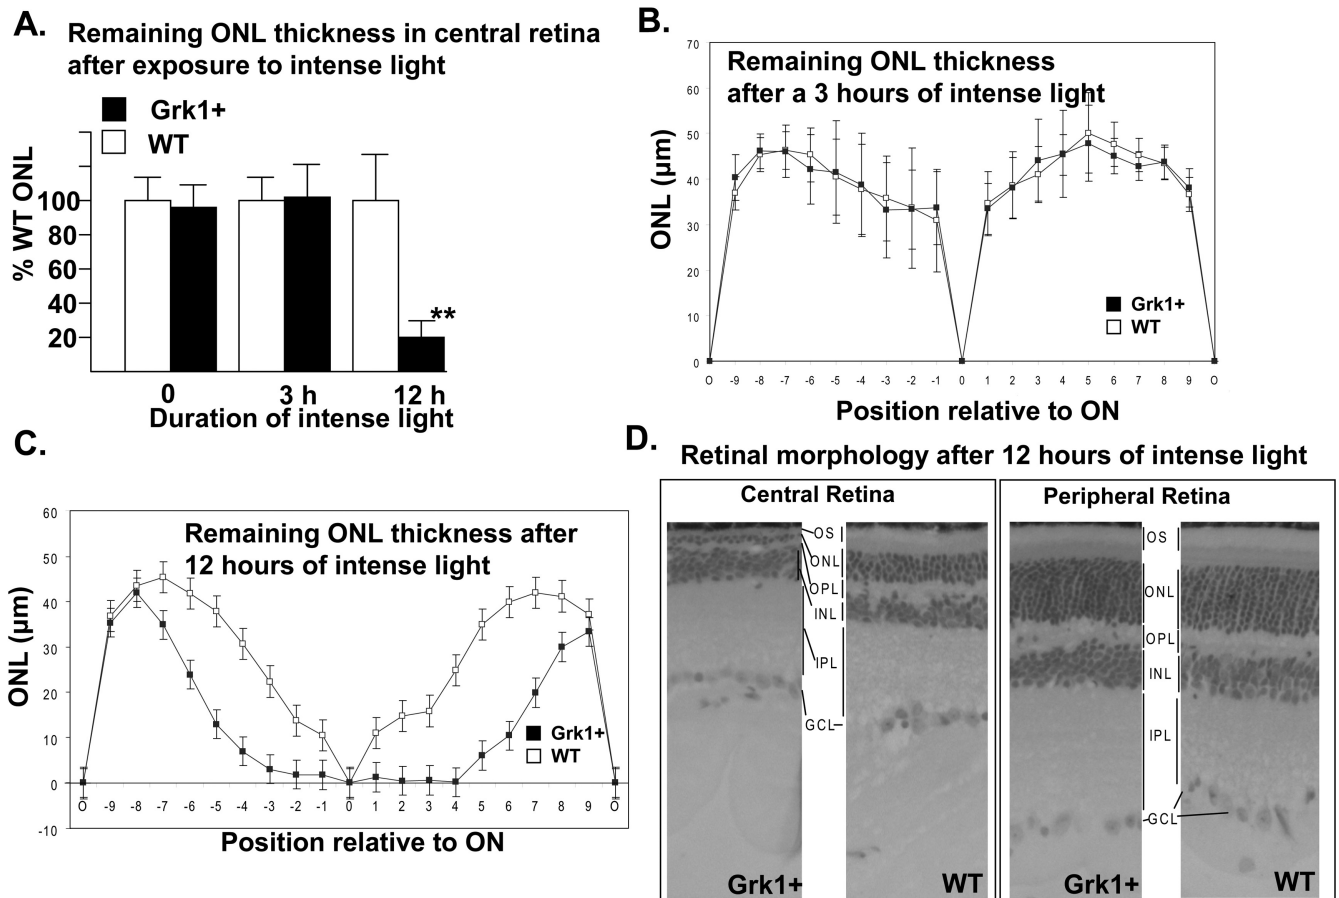 A.
Remaining ONL thickness in central retina
after exposure to intense light
Grk1+
WT
% WT ONL
100
80
60
40
20
**
0 3 h 12 h
Duration of intense light
B.
Remaining ONL thickness
after a 3 hours of intense light
ONL (µm)
70
60
50
40
30
20
10
0
Grk1+
WT
O -9 -8 -7 -6 -5 -4 -3 -2 -1 0 1 2 3 4 5 6 7 8 9 O
Position relative to ON
C.
Remaining ONL thickness after
12 hours of intense light
ONL (µm)
60
50
40
30
20
10
0
-10
Grk1+
WT
O -9 -8 -7 -6 -5 -4 -3 -2 -1 0 1 2 3 4 5 6 7 8 9 O
Position relative to ON
D.
Retinal morphology after 12 hours of intense light
Central Retina
OS
ONL
OPL
INL
IPL
GCL
Grk1+ WT
Peripheral Retina
OS
ONL
OPL
INL
IPL
GCL
Grk1+ WT